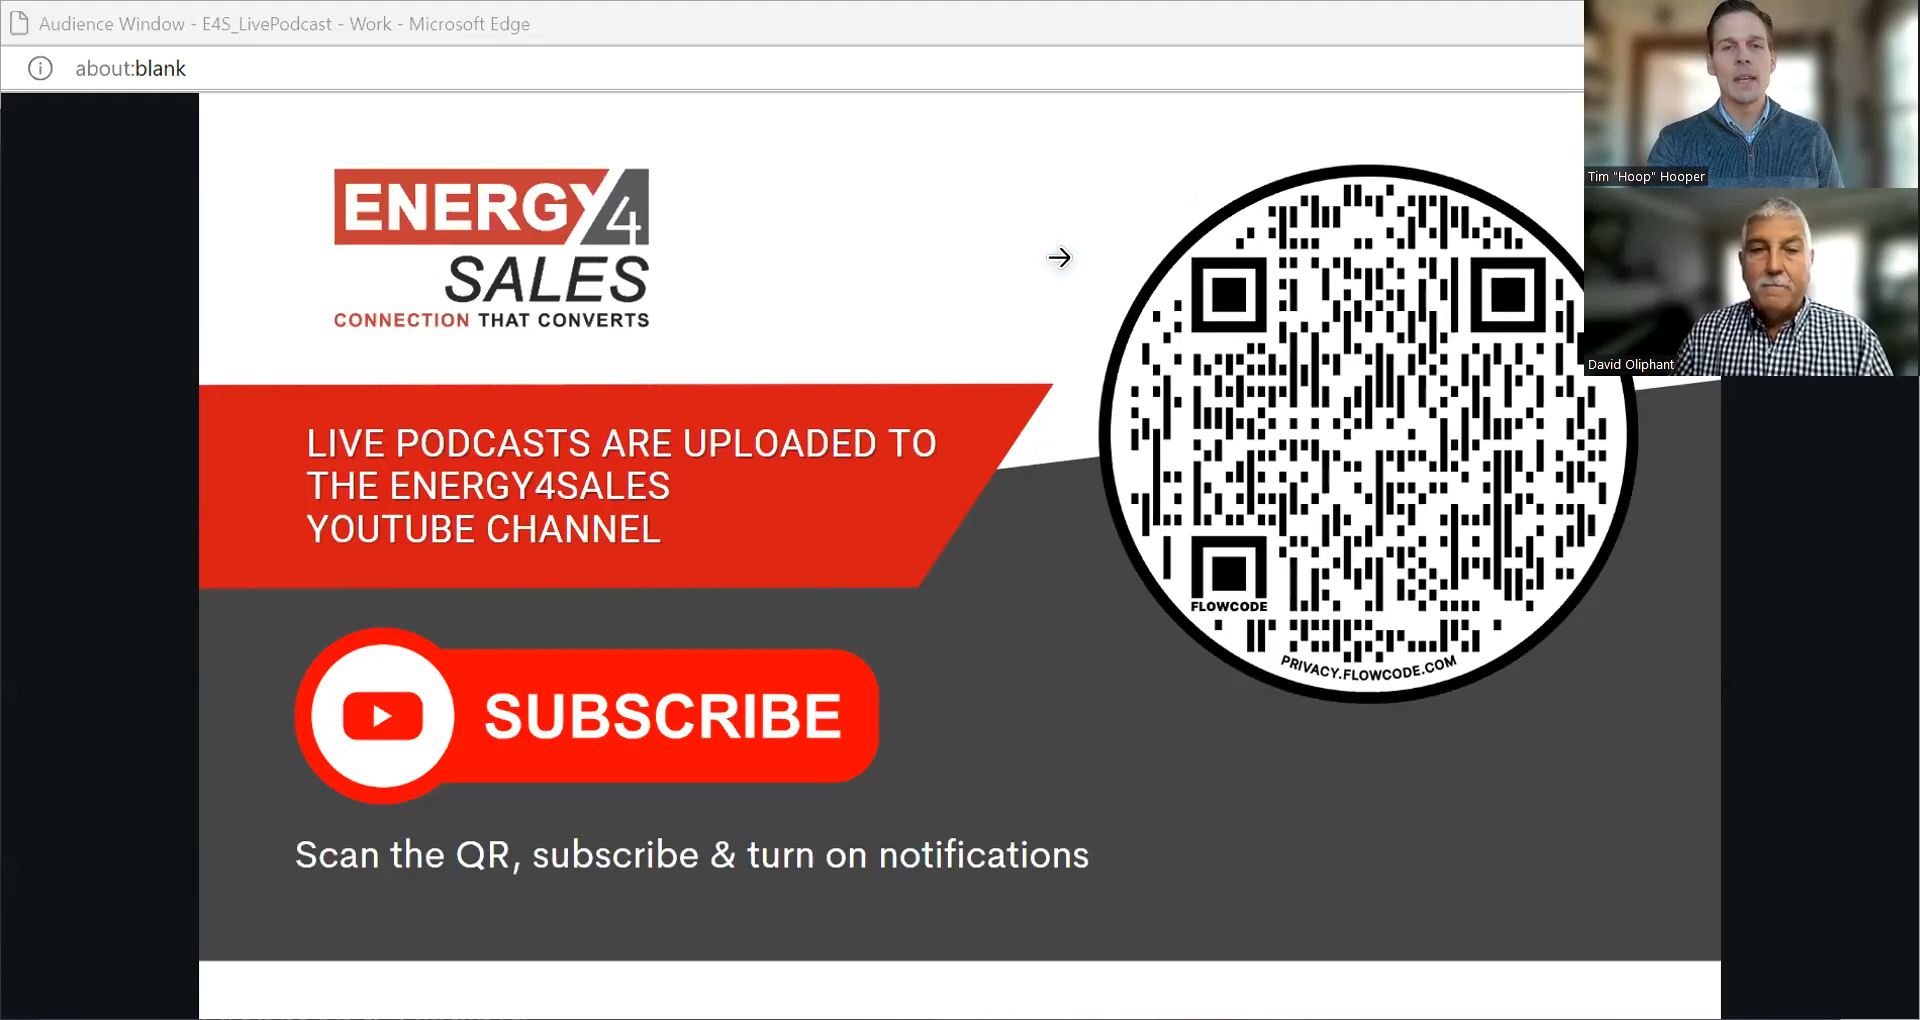 Audience Window - E4S_LivePodcast - Work - Microsoft Edge
about:blank
Tim "Hoop" Hooper
David Oliphant
ENERGY4
SALES
CONNECTION THAT CONVERTS
LIVE PODCASTS ARE UPLOADED TO
THE ENERGY4SALES
YOUTUBE CHANNEL
FLOWCODE
PRIVACY.FLOWCODE.COM
SUBSCRIBE
Scan the QR, subscribe & turn on notifications